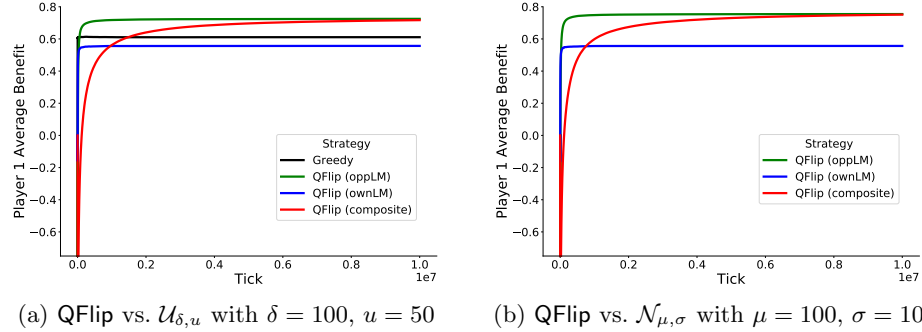 0.8
0.6
0.4
0.2
0.0
−0.2
−0.4
−0.6
Player 1 Average Benefit
Strategy
Greedy
QFlip (oppLM)
QFlip (ownLM)
QFlip (composite)
0.0 0.2 0.4 0.6 0.8 1.0
Tick
1e7
(a) QFlip vs. 𝒰δ,u with δ = 100, u = 50
0.8
0.6
0.4
0.2
0.0
−0.2
−0.4
−0.6
Player 1 Average Benefit
Strategy
QFlip (oppLM)
QFlip (ownLM)
QFlip (composite)
0.0 0.2 0.4 0.6 0.8 1.0
Tick
1e7
(b) QFlip vs. 𝒩μ,σ with μ = 100, σ = 10